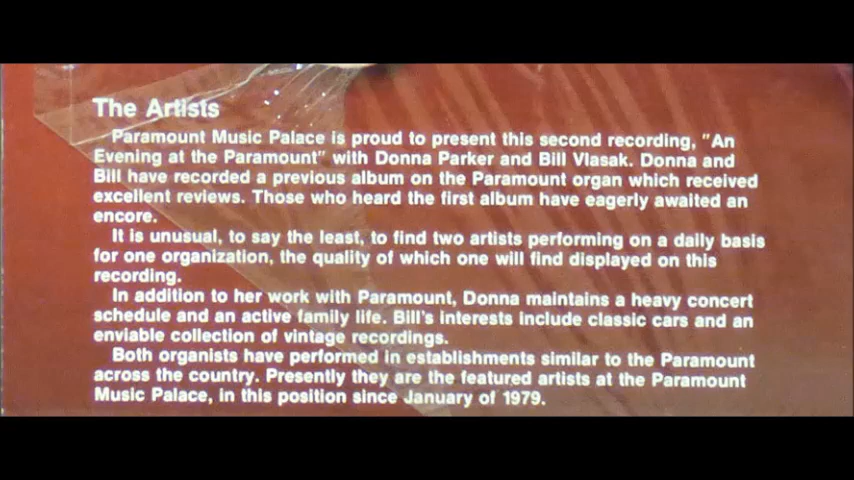 The Artists
Paramount Music Palace is proud to present this second recording, "An
Evening at the Paramount" with Donna Parker and Bill Vlasak. Donna and
Bill have recorded a previous album on the Paramount organ which received
excellent reviews. Those who heard the first album have eagerly awaited an
encore.
It is unusual, to say the least, to find two artists performing on a daily basis
for one organization, the quality of which one will find displayed on this
recording.
In addition to her work with Paramount, Donna maintains a heavy concert
schedule and an active family life. Bill's interests include classic cars and an
enviable collection of vintage recordings.
Both organists have performed in establishments similar to the Paramount
across the country. Presently they are the featured artists at the Paramount
Music Palace, in this position since January of 1979.